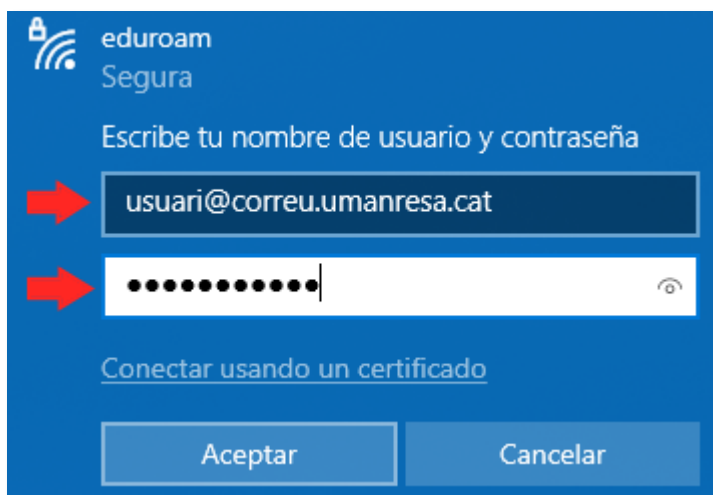 eduroam
Segura
Escribe tu nombre de usuario y contraseña
usuari@correu.umanresa.cat
●●●●●●●●●●●
Conectar usando un certificado
Aceptar
Cancelar